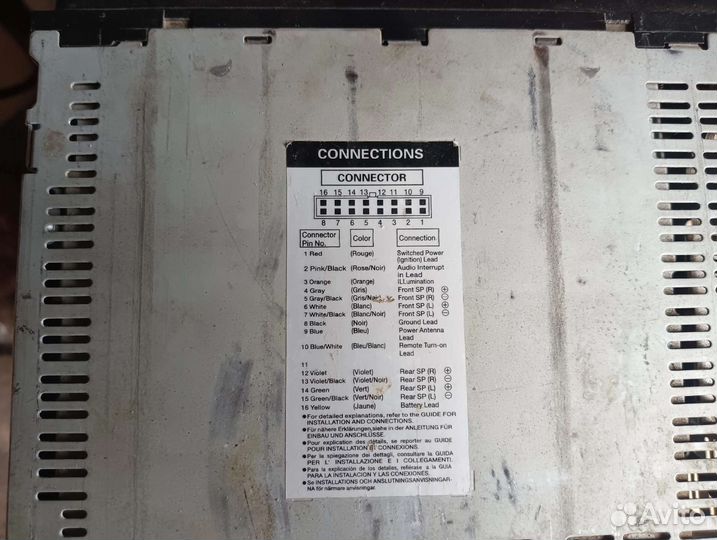 CONNECTIONS
CONNECTOR
16 15 14 13 12 11 10 9
8 7 6 5 4 3 2 1
Connector Pin No. Color Connection
1 Red (Rouge) Switched Power (Ignition) Lead
2 Pink/Black (Rose/Noir) Audio Interrupt in Lead
3 Orange (Orange) iLLumination
4 Gray (Gris) Front SP (R) ⊕
5 Gray/Black (Gris/Noir) Front SP (R) ⊖
6 White (Blanc) Front SP (L) ⊕
7 White/Black (Blanc/Noir) Front SP (L) ⊖
8 Black (Noir) Ground Lead
9 Blue (Bleu) Power Antenna Lead
10 Blue/White (Bleu/Blanc) Remote Turn-on Lead
11
12 Violet (Violet) Rear SP (R) ⊕
13 Violet/Black (Violet/Noir) Rear SP (R) ⊖
14 Green (Vert) Rear SP (L) ⊕
15 Green/Black (Vert/Noir) Rear SP (L) ⊖
16 Yellow (Jaune) Battery Lead
●For detailed explanations, refer to the GUIDE FOR
INSTALLATION AND CONNECTIONS.
●Für nähere Erklärungen,siehe in der ANLEITUNG FÜR
EINBAU UND ANSCHLÜSSE.
●Pour explication des détails, se reporter au GUIDE
POUR INSTALLATION ET CONNEXIONS.
●Per la spiegazione dei dettagli, consultare la GUIDA
PER L' INSTALLAZIONE E I COLLEGAMENTI.
●Para la explicación de los detalles, refiérase a la GUIA
PARA LA INSTALACION Y LAS CONEXIONES.
●Se INSTALLATIONS OCH ANSLUTNINGSANVISNINGAR-
NA för närmare anvisningar.
Avito